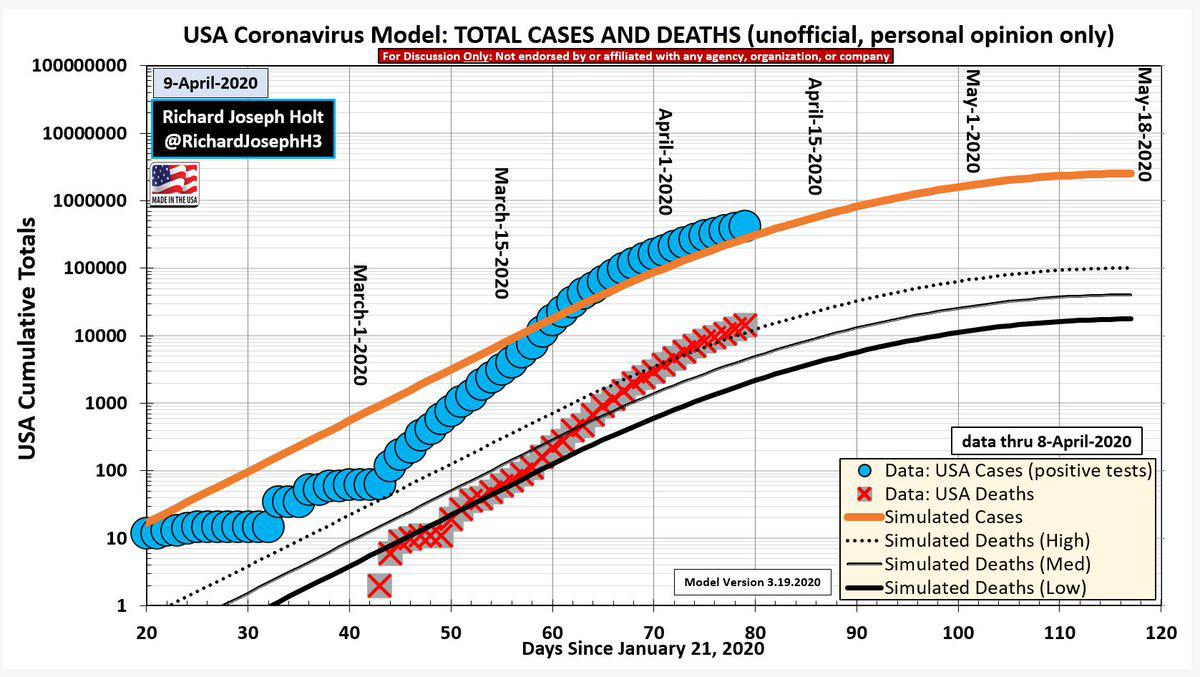 USA Coronavirus Model: TOTAL CASES AND DEATHS (unofficial, personal opinion only)
For Discussion Only: Not endorsed by or affiliated with any agency, organization, or company
9-April-2020
Richard Joseph Holt
@RichardJosephH3
MADE IN THE USA
USA Cumulative Totals
100000000
10000000
1000000
100000
10000
1000
100
10
1
March-1-2020
March-15-2020
April-1-2020
April-15-2020
May-1-2020
May-18-2020
data thru 8-April-2020
Data: USA Cases (positive tests)
Data: USA Deaths
Simulated Cases
Simulated Deaths (High)
Simulated Deaths (Med)
Simulated Deaths (Low)
Model Version 3.19.2020
20 30 40 50 60 70 80 90 100 110 120
Days Since January 21, 2020